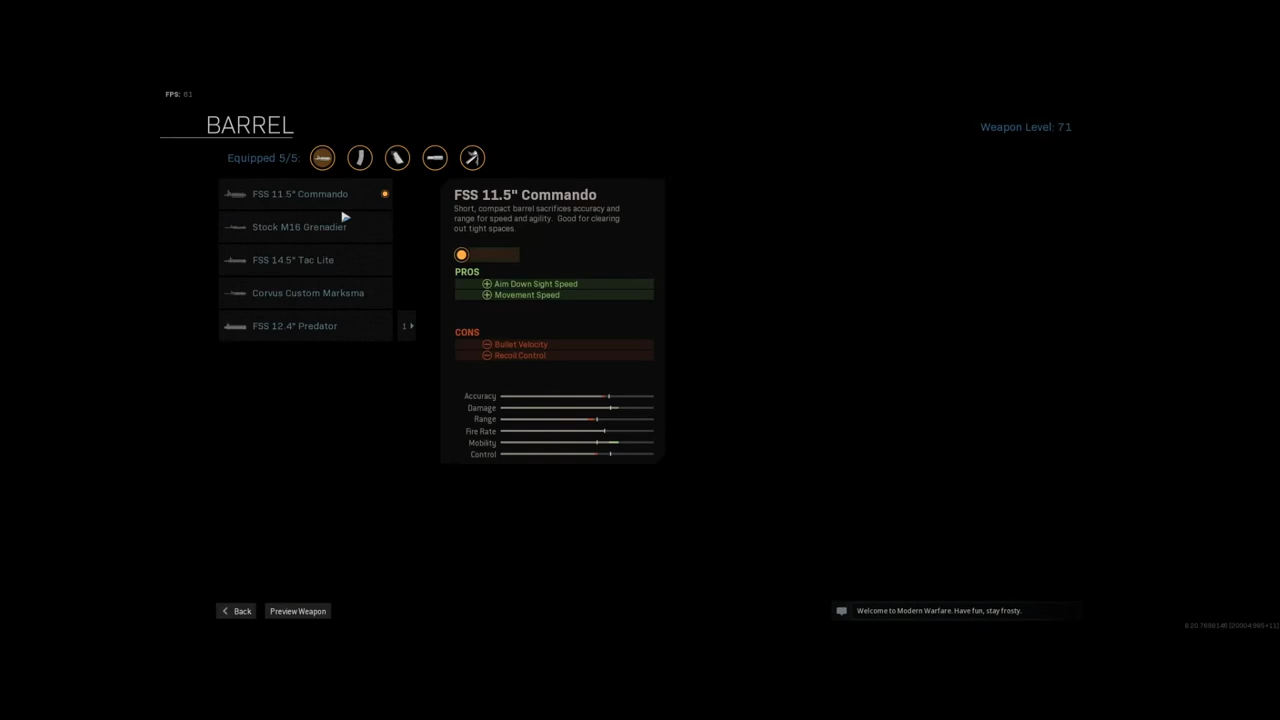 FPS: 61
BARREL
Weapon Level: 71
Equipped 5/5:
FSS 11.5" Commando
Stock M16 Grenadier
FSS 14.5" Tac Lite
Corvus Custom Marksma
FSS 12.4" Predator
1
FSS 11.5" Commando
Short, compact barrel sacrifices accuracy and
range for speed and agility. Good for clearing
out tight spaces.
PROS
Aim Down Sight Speed
Movement Speed
CONS
Bullet Velocity
Recoil Control
Accuracy
Damage
Range
Fire Rate
Mobility
Control
Back
Preview Weapon
Welcome to Modern Warfare. Have fun, stay frosty.